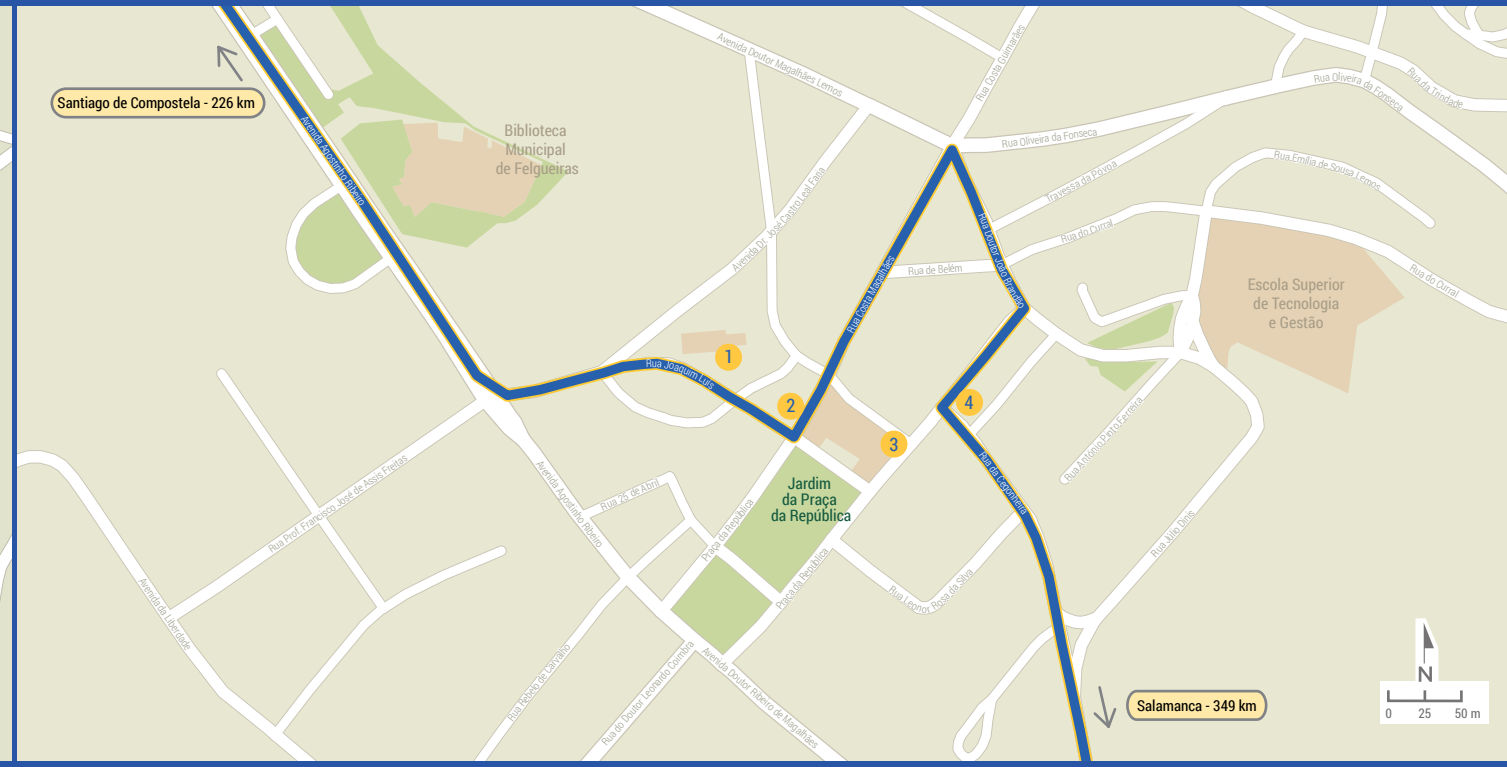 Avenida Doutor Magalhães Lemos
Rua Costa Guimarães
Rua Oliveira da Fonseca
Rua da Trindade
Santiago de Compostela - 226 km
Avenida Agostinho Ribeiro
Biblioteca
Municipal
de Felgueiras
Rua Oliveira da Fonseca
Travessa da Póvoa
Rua Emília de Sousa Lemos
Avenida Dr. José Castro Leal Faria
Rua Doutor João Brandão
Rua do Curral
Rua de Belém
Rua do Curral
Escola Superior
de Tecnologia
e Gestão
Rua Costa Magalhães
1
Rua Joaquim Luis
2
3
4
Rua António Pinto Ferreira
Rua da Cegonheira
Rua Prof. Francisco José de Assis Freitas
Avenida Agostinho Ribeiro
Rua 25 de Abril
Jardim
da Praça
da República
Praça da República
Praça da República
Rua Júlio Dinis
Rua Leonor Rosa da Silva
Avenida da Liberdade
Rua Rebelo de Carvalho
Rua do Doutor Leonardo Coimbra
Avenida Doutor Ribeiro de Magalhães
Salamanca - 349 km
N
0 25 50 m